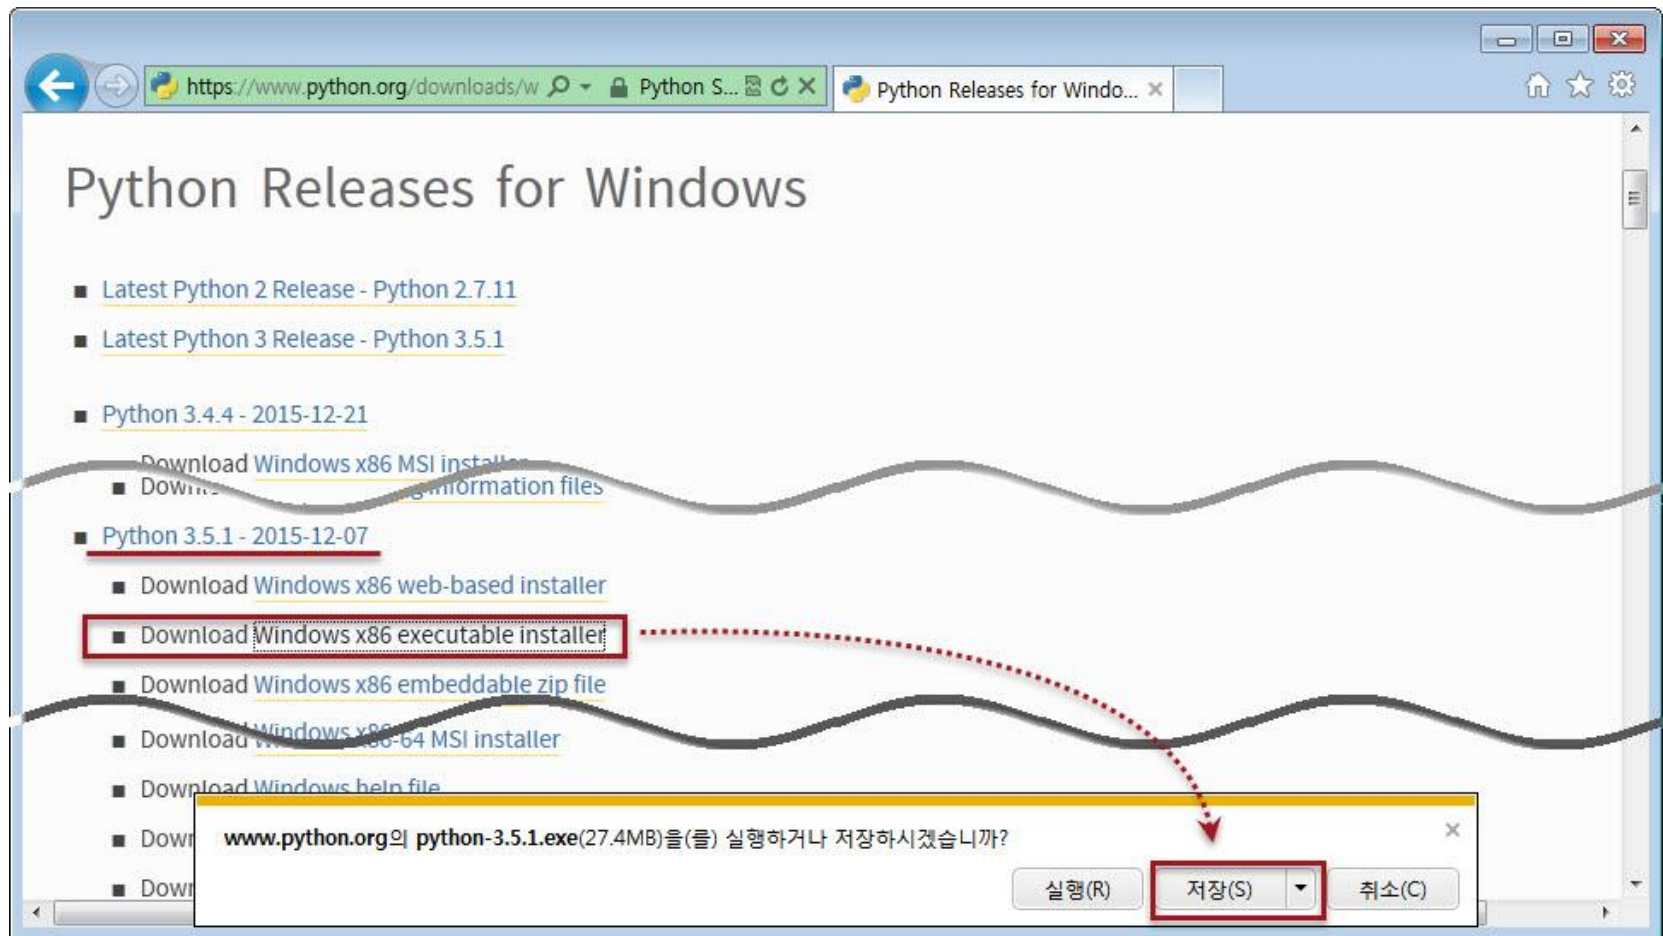 https://www.python.org/downloads/w
Python S...
Python Releases for Windo...
Python Releases for Windows
Latest Python 2 Release - Python 2.7.11
Latest Python 3 Release - Python 3.5.1
Python 3.4.4 - 2015-12-21
Download Windows x86 MSI installer
information files
Python 3.5.1 - 2015-12-07
Download Windows x86 web-based installer
Download Windows x86 executable installer
Download Windows x86 embeddable zip file
Download Windows x86-64 MSI installer
Download Windows help file
www.python.org의 python-3.5.1.exe(27.4MB)을(를) 실행하거나 저장하시겠습니까?
실행(R) 저장(S) 취소(C)